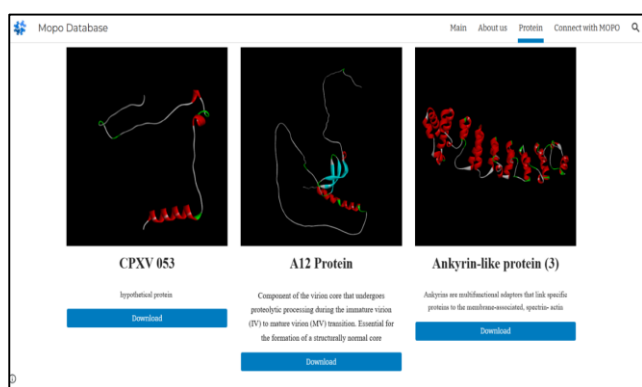 Mopo Database
Main About us Protein Connect with MOPO
CPXV 053
hypothetical protein
Download
A12 Protein
Component of the virion core that undergoes
proteolytic processing during the immature virion
(IV) to mature virion (MV) transition. Essential for
the formation of a structurally normal core
Download
Ankyrin-like protein (3)
Ankyrins are multifunctional adaptors that link specific
proteins to the membrane-associated, spectrin- actin
Download